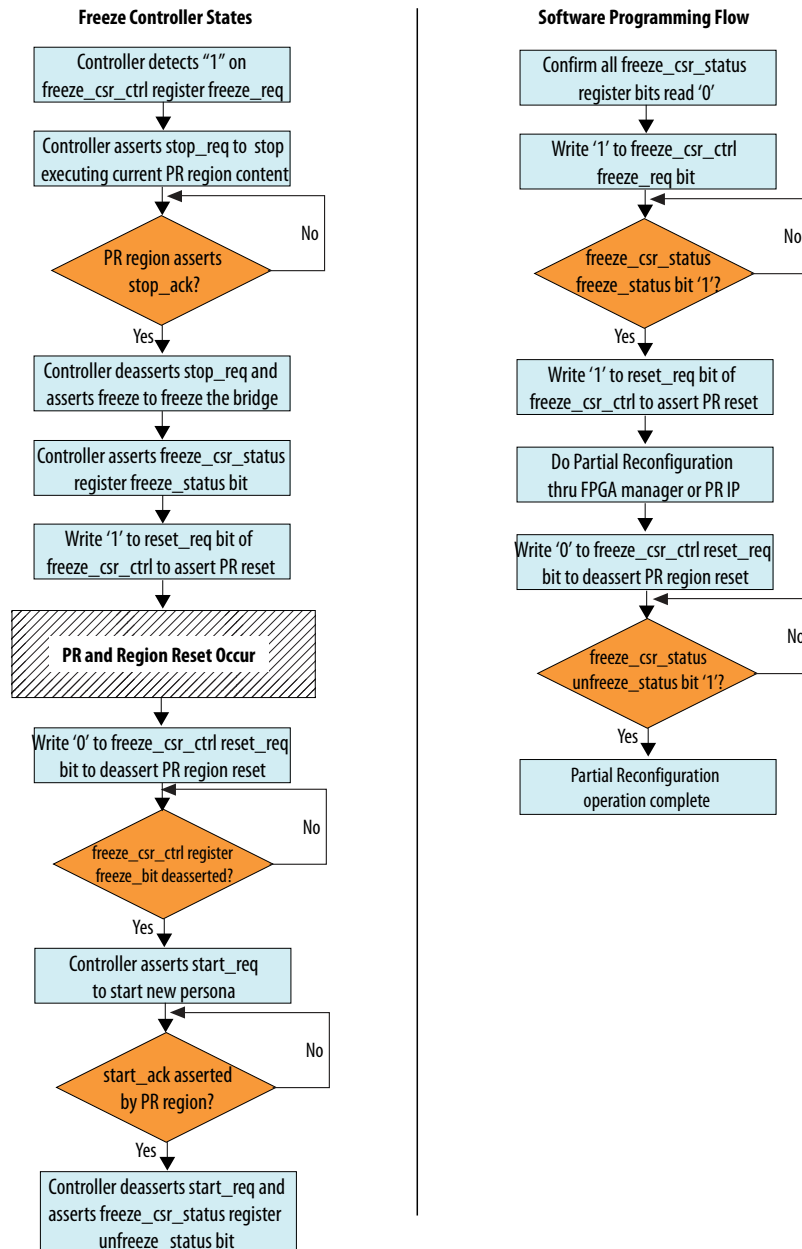 Freeze Controller States
Controller detects “1” on
freeze_csr_ctrl register freeze_req
Controller asserts stop_req to stop
executing current PR region content
No
PR region asserts
stop_ack?
Yes
Controller deasserts stop_req and
asserts freeze to freeze the bridge
Controller asserts freeze_csr_status
register freeze_status bit
Write ‘1’ to reset_req bit of
freeze_csr_ctrl to assert PR reset
PR and Region Reset Occur
Write ‘0’ to freeze_csr_ctrl reset_req
bit to deassert PR region reset
No
freeze_csr_ctrl register
freeze_bit deasserted?
Yes
Controller asserts start_req
to start new persona
No
start_ack asserted
by PR region?
Yes
Controller deasserts start_req and
asserts freeze_csr_status register
unfreeze_status bit
Software Programming Flow
Confirm all freeze_csr_status
register bits read ‘0’
Write ‘1’ to freeze_csr_ctrl
freeze_req bit
No
freeze_csr_status
freeze_status bit ‘1’?
Yes
Write ‘1’ to reset_req bit of
freeze_csr_ctrl to assert PR reset
Do Partial Reconfiguration
thru FPGA manager or PR IP
Write ‘0’ to freeze_csr_ctrl reset_req
bit to deassert PR region reset
No
freeze_csr_status
unfreeze_status bit ‘1’?
Yes
Partial Reconfiguration
operation complete